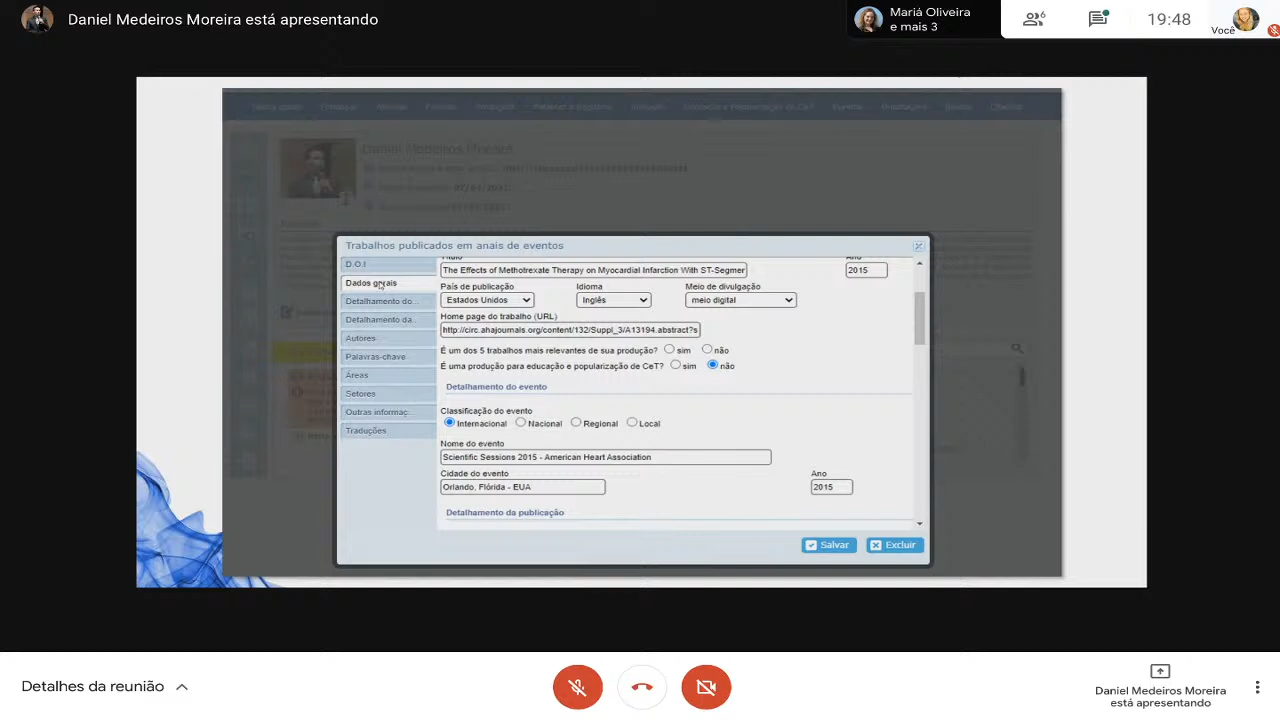 Daniel Medeiros Moreira está apresentando
Mariá Oliveira
e mais 3
6
19:48
Você
Daniel Medeiros Moreira
Trabalhos publicados em anais de eventos
D.O.I
Dados gerais
Detalhamento do...
Detalhamento da...
Autores
Palavras-chave
Áreas
Setores
Outras informaç...
Traduções
Título
Ano
The Effects of Methotrexate Therapy on Myocardial Infarction With ST-Segmer
2015
País de publicação
Idioma
Meio de divulgação
Estados Unidos
Inglês
meio digital
Home page do trabalho (URL)
http://circ.ahajournals.org/content/132/Suppl_3/A13194.abstract?s
É um dos 5 trabalhos mais relevantes de sua produção? sim não
É uma produção para educação e popularização de CeT? sim não
Detalhamento do evento
Classificação do evento
Internacional Nacional Regional Local
Nome do evento
Scientific Sessions 2015 - American Heart Association
Cidade do evento
Ano
Orlando, Flórida - EUA
2015
Detalhamento da publicação
Salvar
Excluir
Detalhes da reunião
Daniel Medeiros Moreira
está apresentando